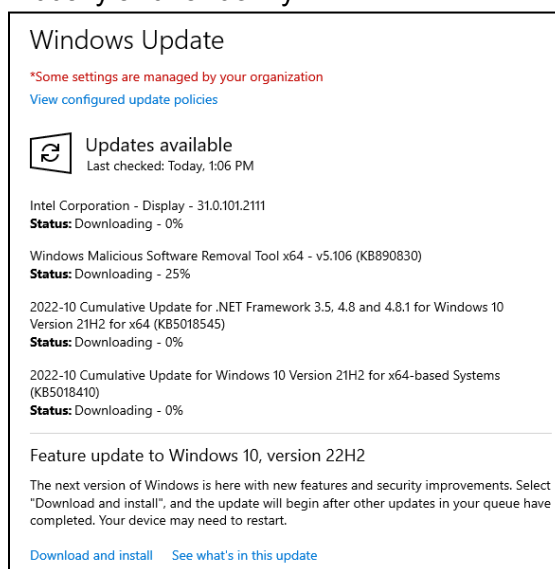 Windows Update
*Some settings are managed by your organization
View configured update policies
Updates available
Last checked: Today, 1:06 PM
Intel Corporation - Display - 31.0.101.2111
Status: Downloading - 0%
Windows Malicious Software Removal Tool x64 - v5.106 (KB890830)
Status: Downloading - 25%
2022-10 Cumulative Update for .NET Framework 3.5, 4.8 and 4.8.1 for Windows 10
Version 21H2 for x64 (KB5018545)
Status: Downloading - 0%
2022-10 Cumulative Update for Windows 10 Version 21H2 for x64-based Systems
(KB5018410)
Status: Downloading - 0%
Feature update to Windows 10, version 22H2
The next version of Windows is here with new features and security improvements. Select
"Download and install", and the update will begin after other updates in your queue have
completed. Your device may need to restart.
Download and install See what's in this update